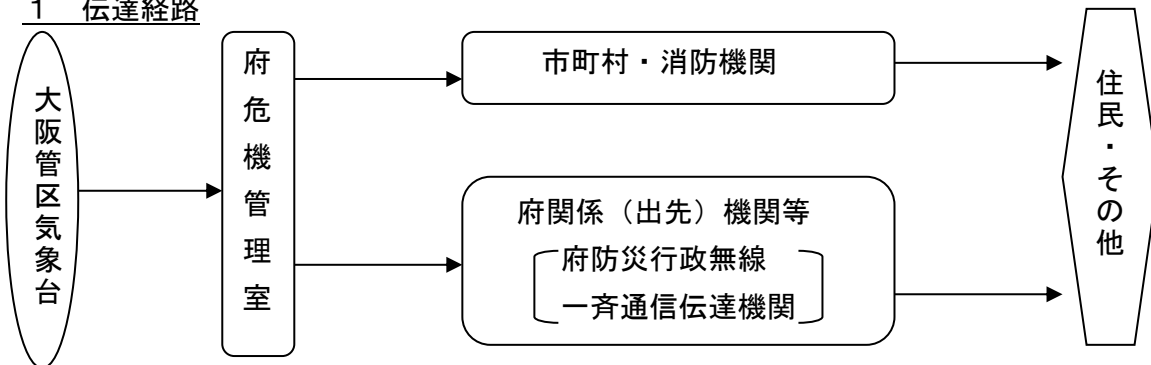 １　伝達経路
大阪管区気象台
府危機管理室
市町村・消防機関
府関係（出先）機関等
府防災行政無線
一斉通信伝達機関
住民・その他